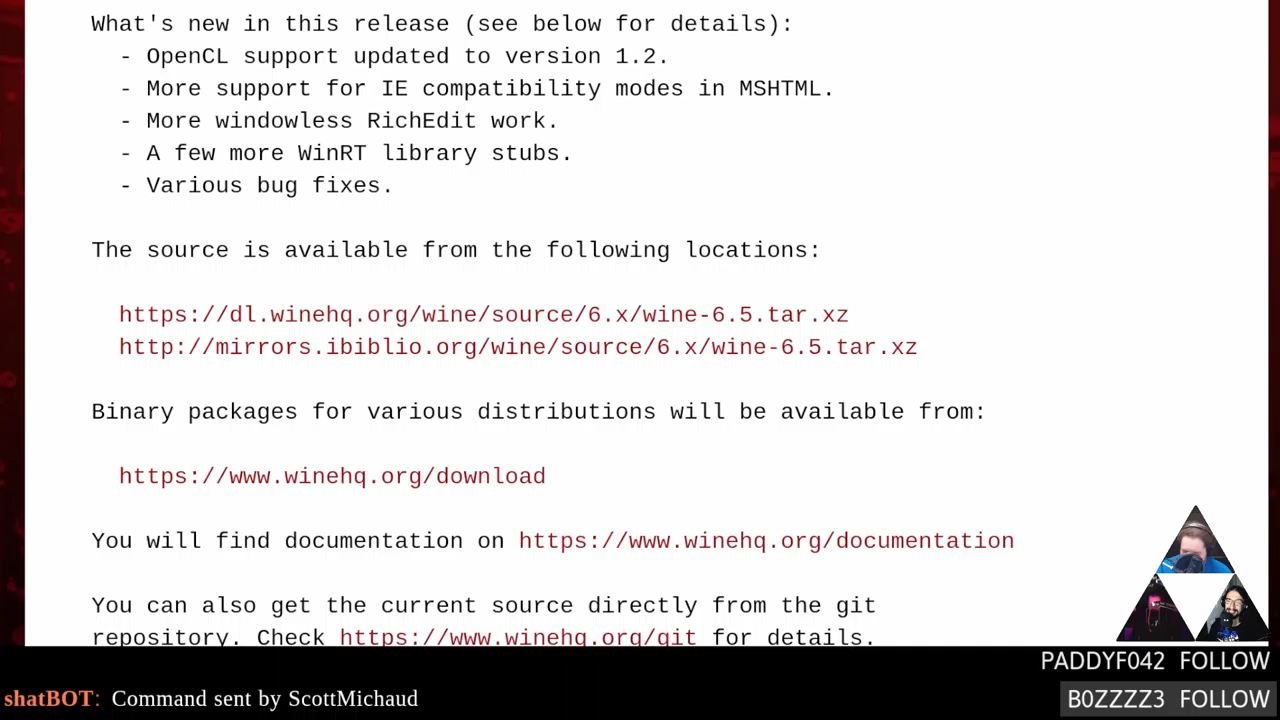 What's new in this release (see below for details):
- OpenCL support updated to version 1.2.
- More support for IE compatibility modes in MSHTML.
- More windowless RichEdit work.
- A few more WinRT library stubs.
- Various bug fixes.
The source is available from the following locations:
https://dl.winehq.org/wine/source/6.x/wine-6.5.tar.xz
http://mirrors.ibiblio.org/wine/source/6.x/wine-6.5.tar.xz
Binary packages for various distributions will be available from:
https://www.winehq.org/download
You will find documentation on https://www.winehq.org/documentation
You can also get the current source directly from the git
repository. Check https://www.winehq.org/git for details.
PADDYF042 FOLLOW
B0ZZZZ3 FOLLOW
shatBOT: Command sent by ScottMichaud